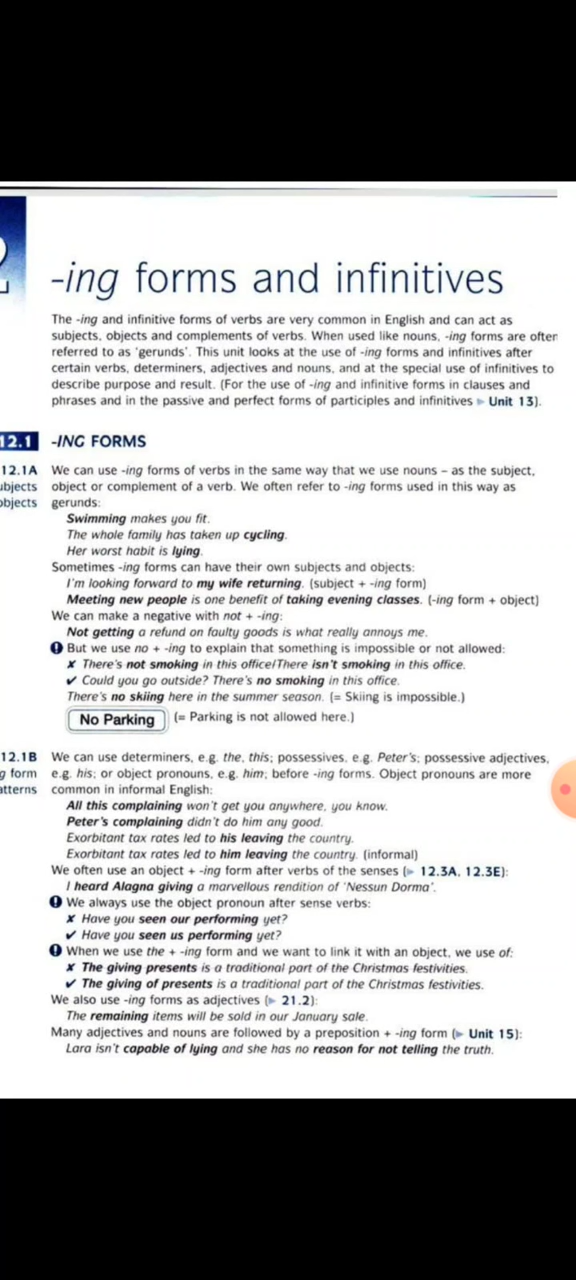 2
-ing forms and infinitives
The -ing and infinitive forms of verbs are very common in English and can act as
subjects, objects and complements of verbs. When used like nouns, -ing forms are often
referred to as 'gerunds'. This unit looks at the use of -ing forms and infinitives after
certain verbs, determiners, adjectives and nouns, and at the special use of infinitives to
describe purpose and result. (For the use of -ing and infinitive forms in clauses and
phrases and in the passive and perfect forms of participles and infinitives ► Unit 13).
12.1 -ING FORMS
12.1A We can use -ing forms of verbs in the same way that we use nouns – as the subject,
ubjects object or complement of a verb. We often refer to -ing forms used in this way as
objects gerunds:
Swimming makes you fit.
The whole family has taken up cycling.
Her worst habit is lying.
Sometimes -ing forms can have their own subjects and objects:
I'm looking forward to my wife returning. (subject + -ing form)
Meeting new people is one benefit of taking evening classes. (-ing form + object)
We can make a negative with not + -ing:
Not getting a refund on faulty goods is what really annoys me.
! But we use no + -ing to explain that something is impossible or not allowed:
✗ There's not smoking in this office/There isn't smoking in this office.
✓ Could you go outside? There's no smoking in this office.
There's no skiing here in the summer season. (= Skiing is impossible.)
No Parking (= Parking is not allowed here.)
12.1B We can use determiners, e.g. the, this; possessives, e.g. Peter's; possessive adjectives,
g form e.g. his; or object pronouns, e.g. him; before -ing forms. Object pronouns are more
atterns common in informal English:
All this complaining won't get you anywhere, you know.
Peter's complaining didn't do him any good.
Exorbitant tax rates led to his leaving the country.
Exorbitant tax rates led to him leaving the country. (informal)
We often use an object + -ing form after verbs of the senses (► 12.3A, 12.3E):
I heard Alagna giving a marvellous rendition of 'Nessun Dorma'.
! We always use the object pronoun after sense verbs:
✗ Have you seen our performing yet?
✓ Have you seen us performing yet?
! When we use the + -ing form and we want to link it with an object, we use of:
✗ The giving presents is a traditional part of the Christmas festivities.
✓ The giving of presents is a traditional part of the Christmas festivities.
We also use -ing forms as adjectives (► 21.2):
The remaining items will be sold in our January sale.
Many adjectives and nouns are followed by a preposition + -ing form (► Unit 15):
Lara isn't capable of lying and she has no reason for not telling the truth.